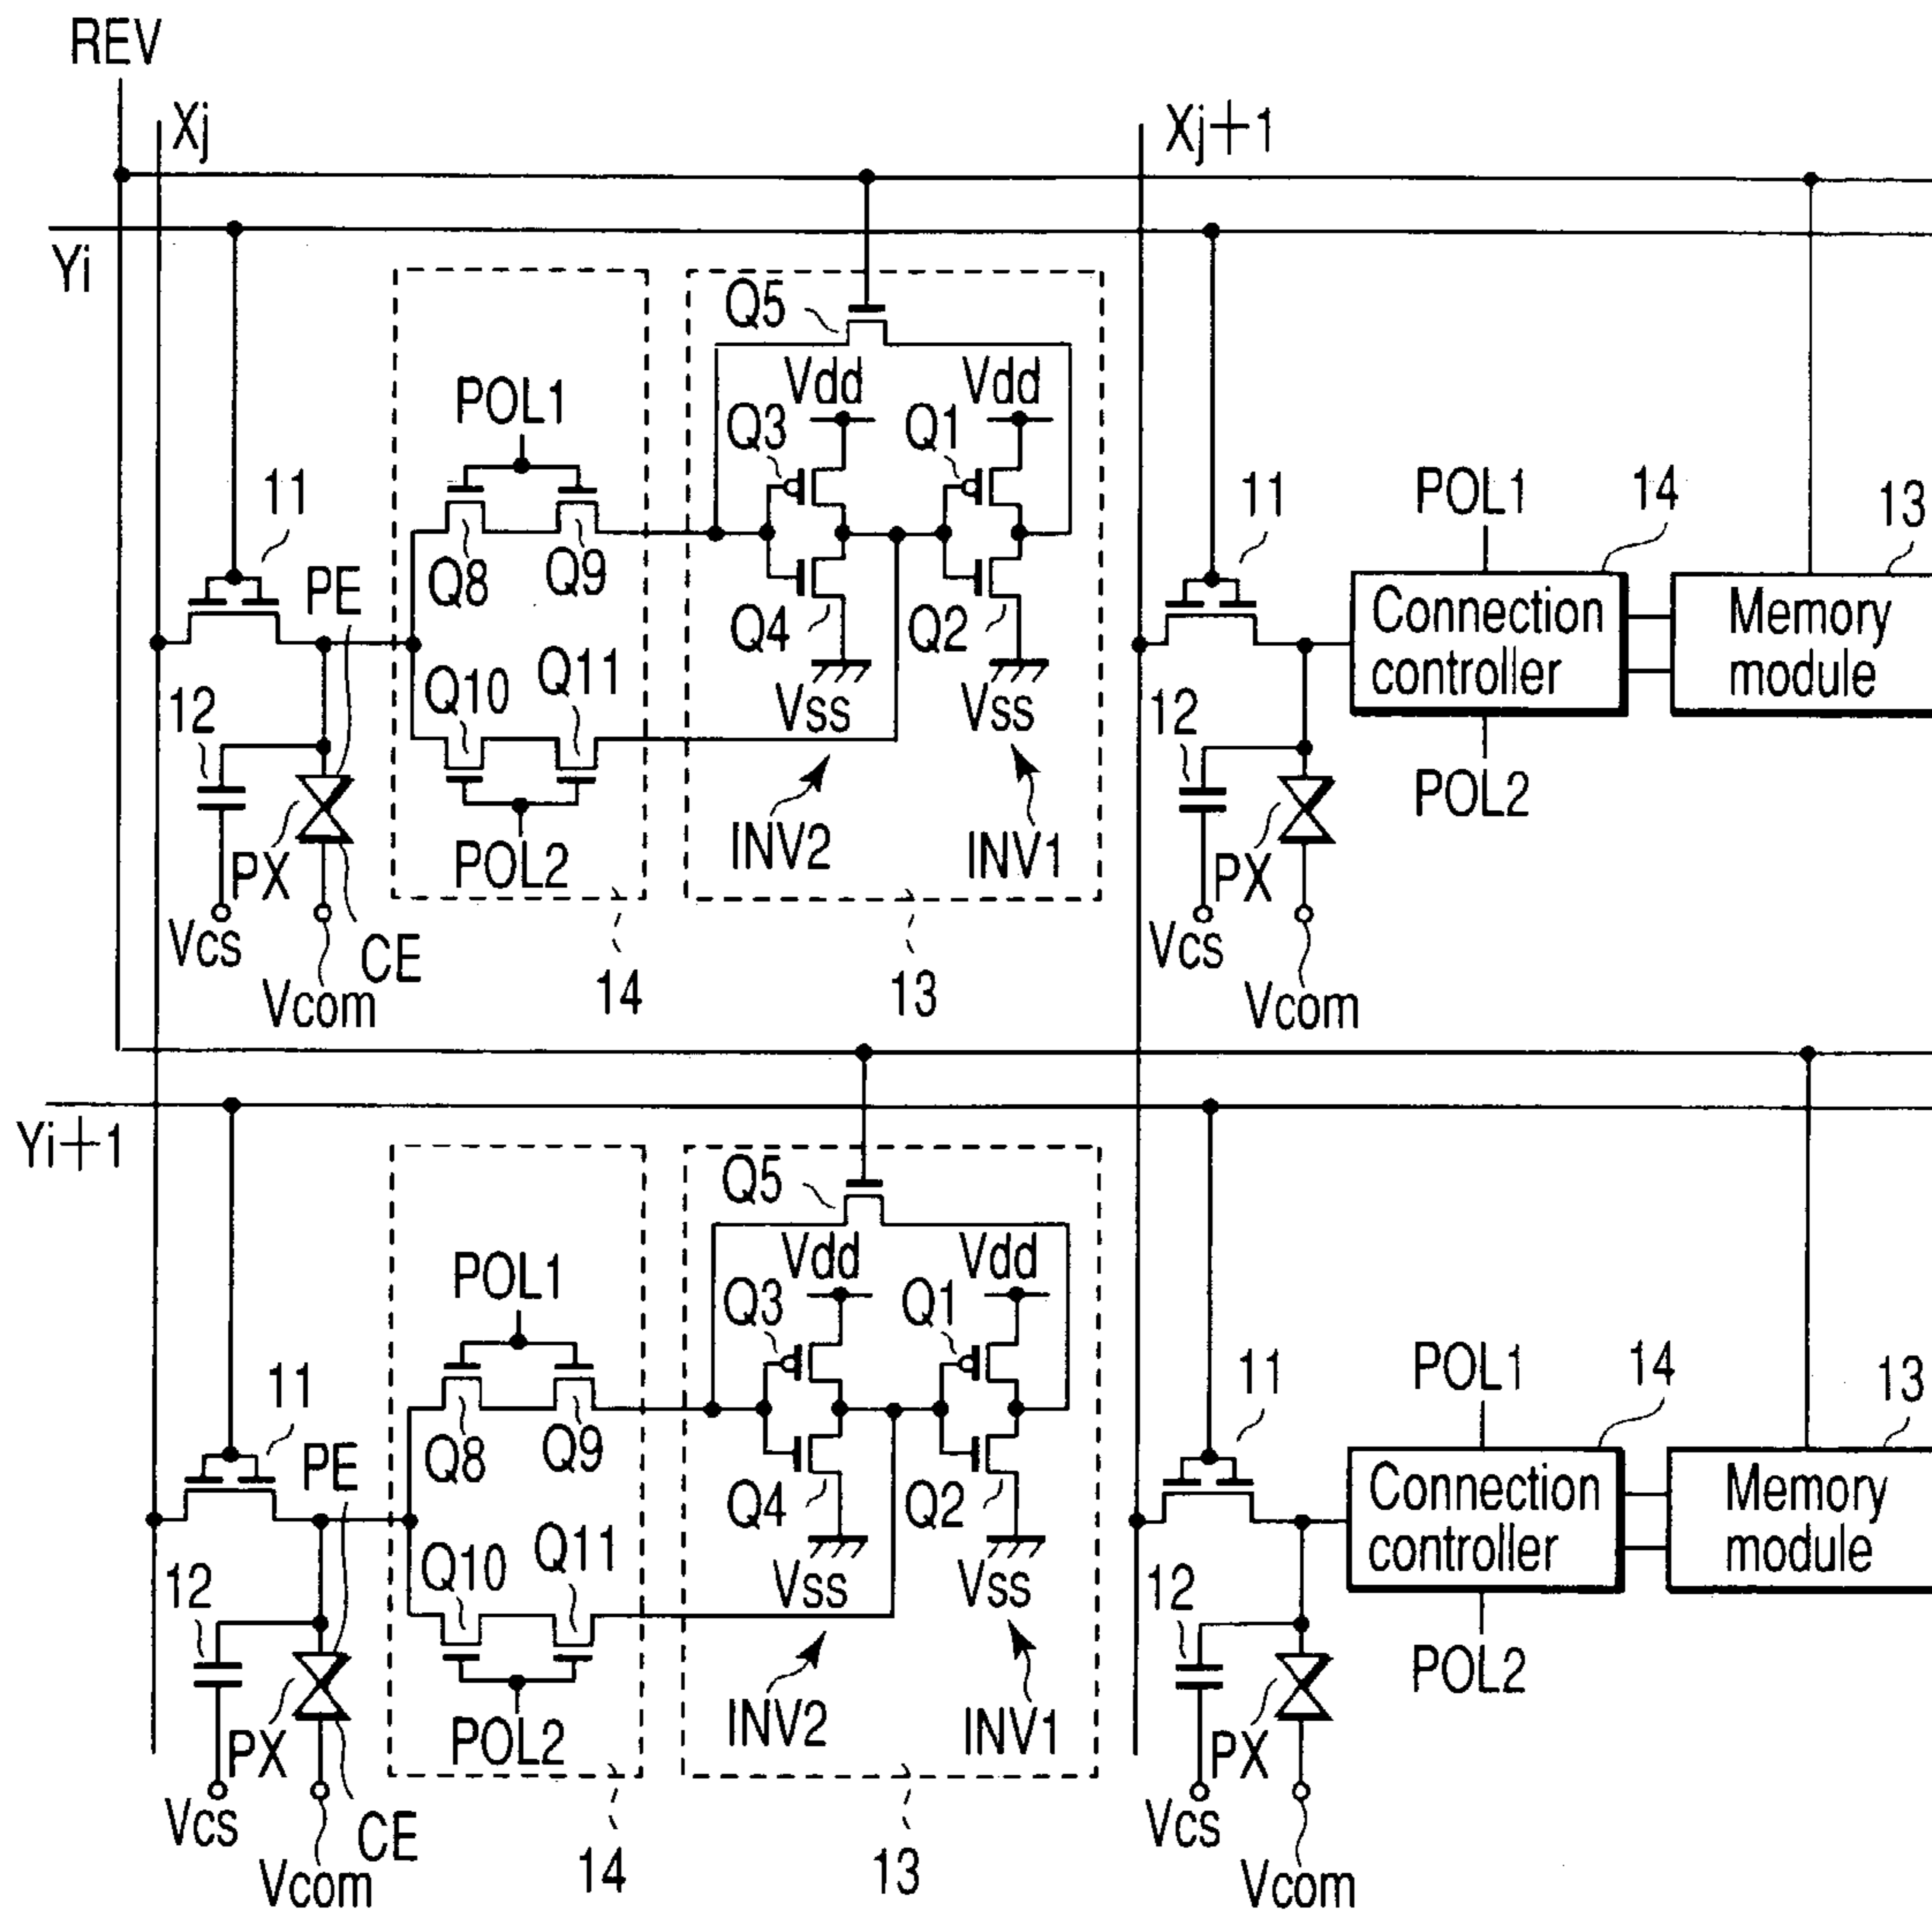 REV
Xj
Xj+1
Yi
Q5
Vdd
Vdd
POL1
Q3
Q1
11
11
POL1
14
13
Q8
Q9
PE
Q4
Q2
Connection
controller
Memory
module
Q10
Q11
12
Vss
Vss
12
POL2
PX
POL2
INV2
INV1
PX
Vcs
CE
Vcom
14
13
Vcs
Vcom
Yi+1
Q5
Vdd
Vdd
POL1
Q3
Q1
11
11
POL1
14
13
Q8
Q9
PE
Q4
Q2
Connection
controller
Memory
module
Q10
Q11
12
Vss
Vss
12
POL2
PX
POL2
INV2
INV1
PX
Vcs
CE
Vcom
14
13
Vcs
Vcom